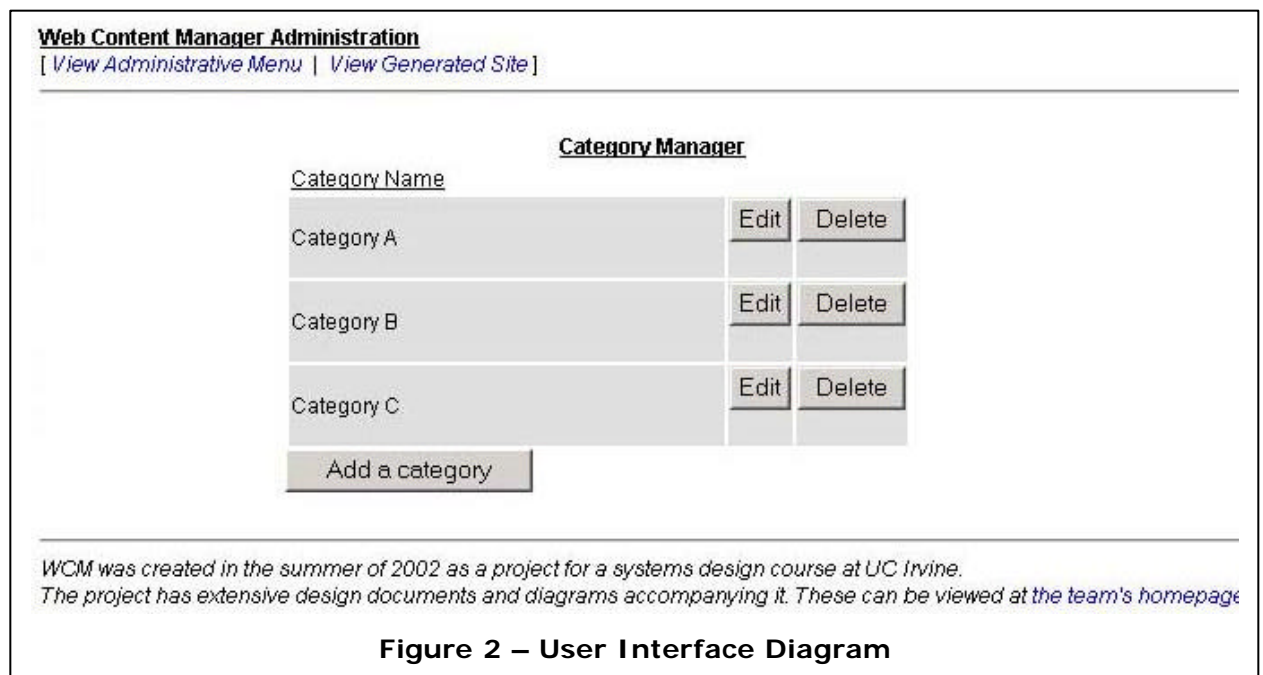 Web Content Manager Administration
[ View Administrative Menu | View Generated Site ]
Category Manager
Category Name
Category A Edit Delete
Category B Edit Delete
Category C Edit Delete
Add a category
WCM was created in the summer of 2002 as a project for a systems design course at UC Irvine.
The project has extensive design documents and diagrams accompanying it. These can be viewed at the team's homepage
Figure 2 – User Interface Diagram